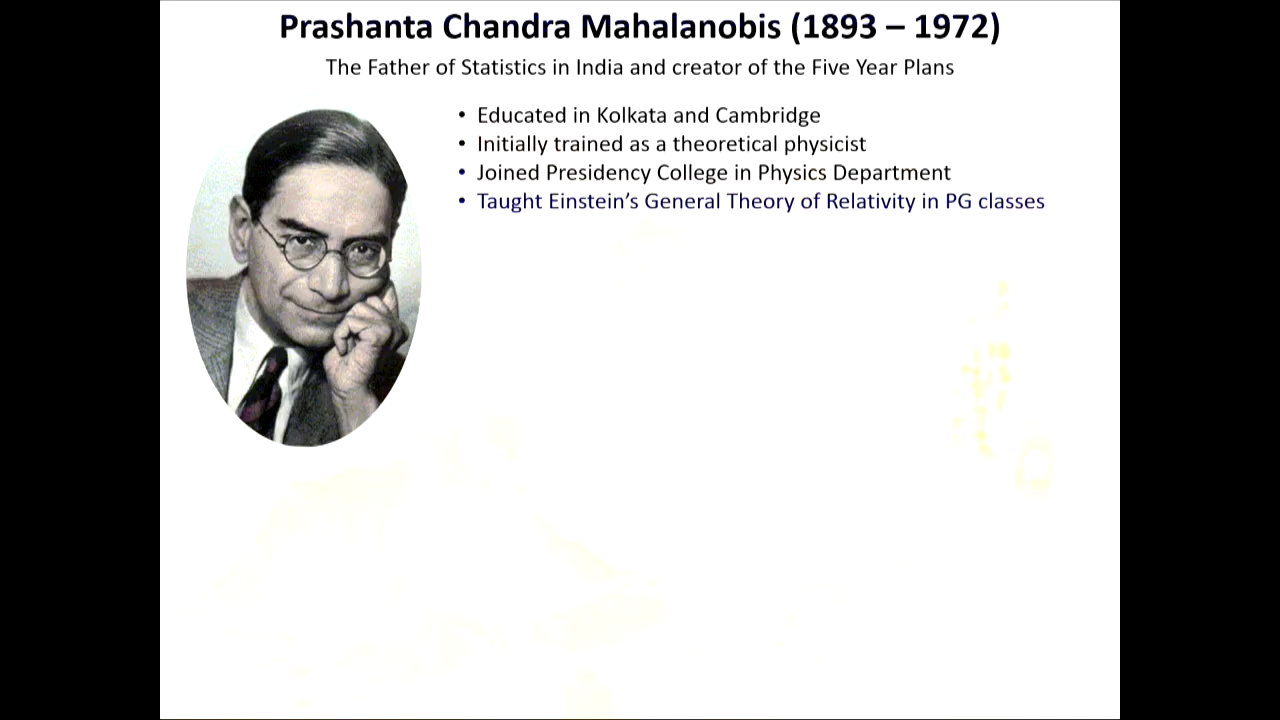 Prashanta Chandra Mahalanobis (1893 – 1972)
The Father of Statistics in India and creator of the Five Year Plans
• Educated in Kolkata and Cambridge
• Initially trained as a theoretical physicist
• Joined Presidency College in Physics Department
• Taught Einstein’s General Theory of Relativity in PG classes